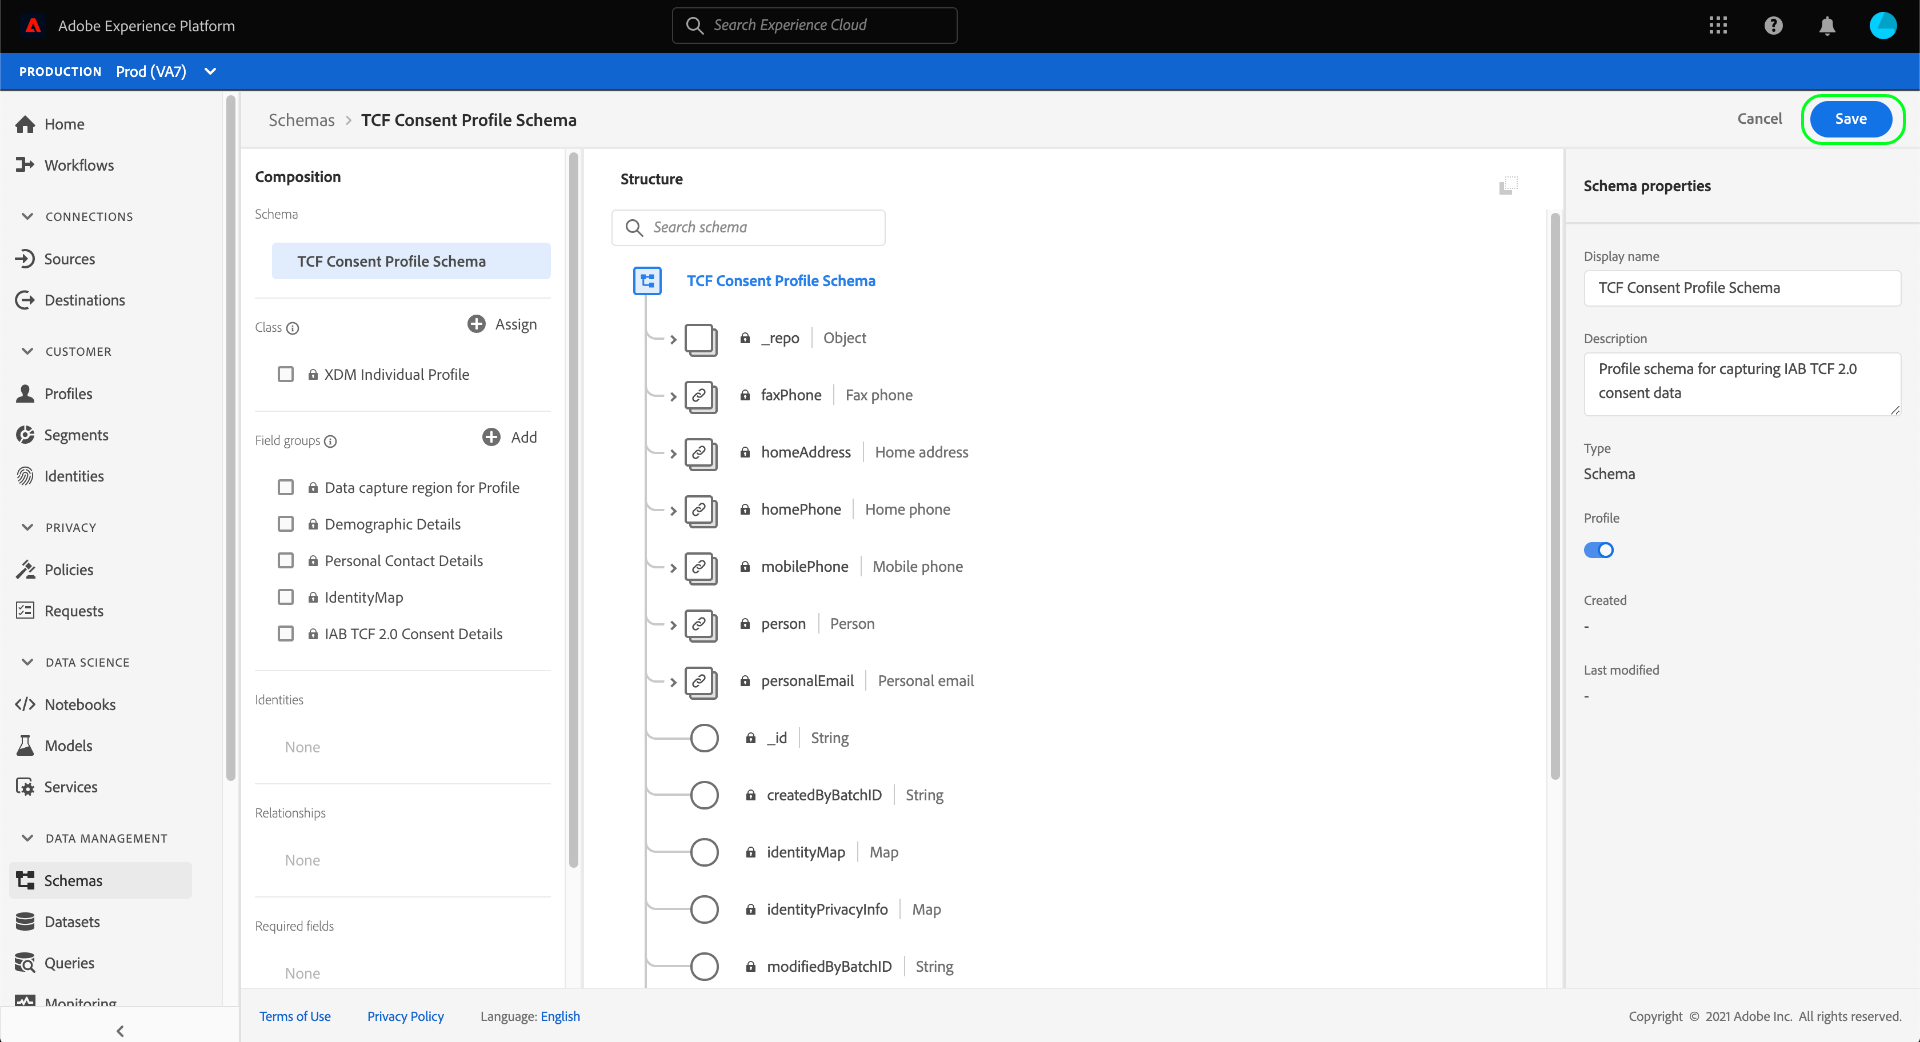 Adobe Experience Platform
Search Experience Cloud
PRODUCTION Prod (VA7)
Home
Workflows
CONNECTIONS
Sources
Destinations
CUSTOMER
Profiles
Segments
Identities
PRIVACY
Policies
Requests
DATA SCIENCE
Notebooks
Models
Services
DATA MANAGEMENT
Schemas
Datasets
Queries
Monitoring
Schemas > TCF Consent Profile Schema
Cancel
Save
Composition
Schema
TCF Consent Profile Schema
Class
Assign
XDM Individual Profile
Field groups
Add
Data capture region for Profile
Demographic Details
Personal Contact Details
IdentityMap
IAB TCF 2.0 Consent Details
Identities
None
Relationships
None
Required fields
None
Structure
Search schema
TCF Consent Profile Schema
_repo | Object
faxPhone | Fax phone
homeAddress | Home address
homePhone | Home phone
mobilePhone | Mobile phone
person | Person
personalEmail | Personal email
_id | String
createdByBatchID | String
identityMap | Map
identityPrivacyInfo | Map
modifiedByBatchID | String
Schema properties
Display name
TCF Consent Profile Schema
Description
Profile schema for capturing IAB TCF 2.0
consent data
Type
Schema
Profile
Created
-
Last modified
-
Terms of Use
Privacy Policy
Language: English
Copyright © 2021 Adobe Inc. All rights reserved.